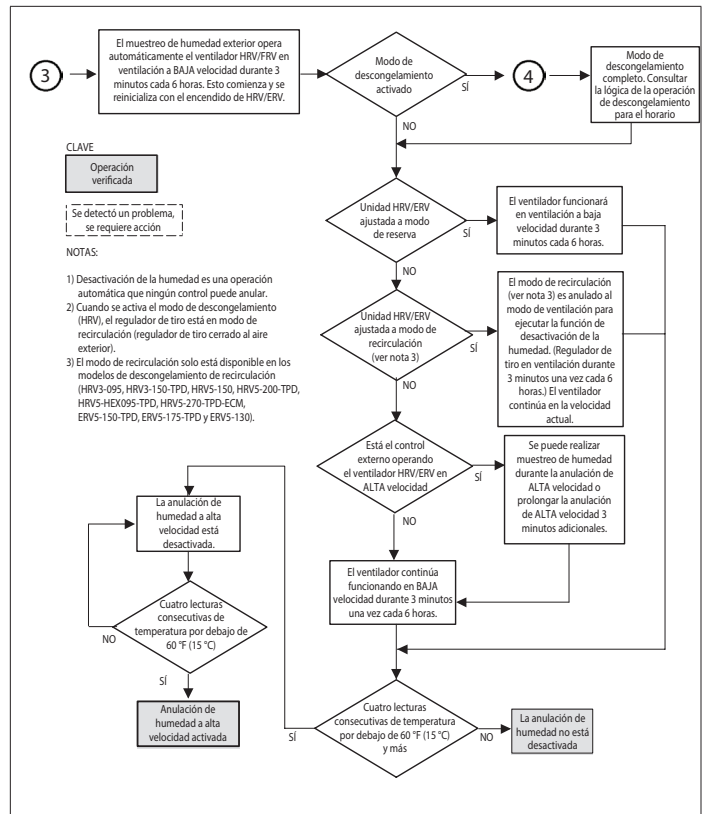 3
El muestreo de humedad exterior opera
automáticamente el ventilador HRV/FRV en
ventilación a BAJA velocidad durante 3
minutos cada 6 horas. Esto comienza y se
reinicializa con el encendido de HRV/ERV.
Modo de
descongelamiento
activado
SÍ
4
Modo de
descongelamiento
completo. Consultar
la lógica de la operación
de descongelamiento
para el horario
NO
CLAVE
Operación
verificada
Se detectó un problema,
se requiere acción
NOTAS:
1) Desactivación de la humedad es una operación
automática que ningún control puede anular.
2) Cuando se activa el modo de descongelamiento
(HRV), el regulador de tiro está en modo de
recirculación (regulador de tiro cerrado al aire
exterior).
3) El modo de recirculación solo está disponible en los
modelos de descongelamiento de recirculación
(HRV3-095, HRV3-150-TPD, HRV5-150, HRV5-200-TPD,
HRV5-HEX095-TPD, HRV5-270-TPD-ECM,
ERV5-150-TPD, ERV5-175-TPD y ERV5-130).
Unidad HRV/ERV
ajustada a modo
de reserva
SÍ
El ventilador funcionará
en ventilación a baja
velocidad durante 3
minutos cada 6 horas.
NO
Unidad HRV/ERV
ajustada a modo de
recirculación
(ver nota 3)
SÍ
El modo de recirculación
(ver nota 3) es anulado al
modo de ventilación para
ejecutar la función de
desactivación de la
humedad. (Regulador de
tiro en ventilación durante
3 minutos una vez cada 6
horas.) El ventilador
continúa en la velocidad
actual.
NO
Está el control
externo operando
el ventilador HRV/ERV en
ALTA velocidad
SÍ
Se puede realizar
muestreo de humedad
durante la anulación de
ALTA velocidad o
prolongar la anulación
de ALTA velocidad 3
minutos adicionales.
NO
El ventilador continúa
funcionando en BAJA
velocidad durante 3 minutos
una vez cada 6 horas.
La anulación de
humedad a alta
velocidad está
desactivada.
Cuatro lecturas
consecutivas de
temperatura por debajo de
60 °F (15 °C)
NO
SÍ
Anulación de
humedad a alta
velocidad activada
Cuatro lecturas
consecutivas de temperatura
por debajo de 60 °F (15 °C)
y más
SÍ
NO
La anulación de
humedad no está
desactivada